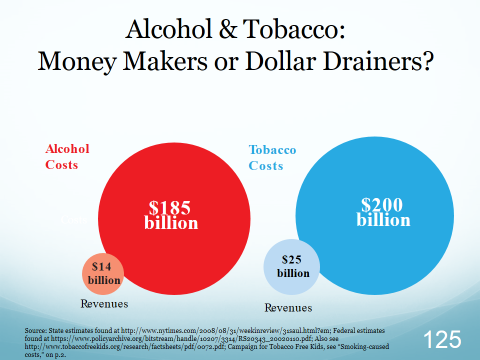 Alcohol & Tobacco:
Money Makers or Dollar Drainers?
Alcohol
Costs
$185
billion
$14
billion
Revenues
Tobacco
Costs
$200
billion
$25
billion
Revenues
Source: State estimates found at http://www.nytimes.com/2008/08/31/weekinreview/31saul.html?em; Federal estimates
found at https://www.policyarchive.org/bitstream/handle/10207/3314/RS20343_20020110.pdf; Also see
http://www.tobaccofreekids.org/research/factsheets/pdf/0072.pdf; Campaign for Tobacco Free Kids, see "Smoking-caused
costs," on p.2.
125